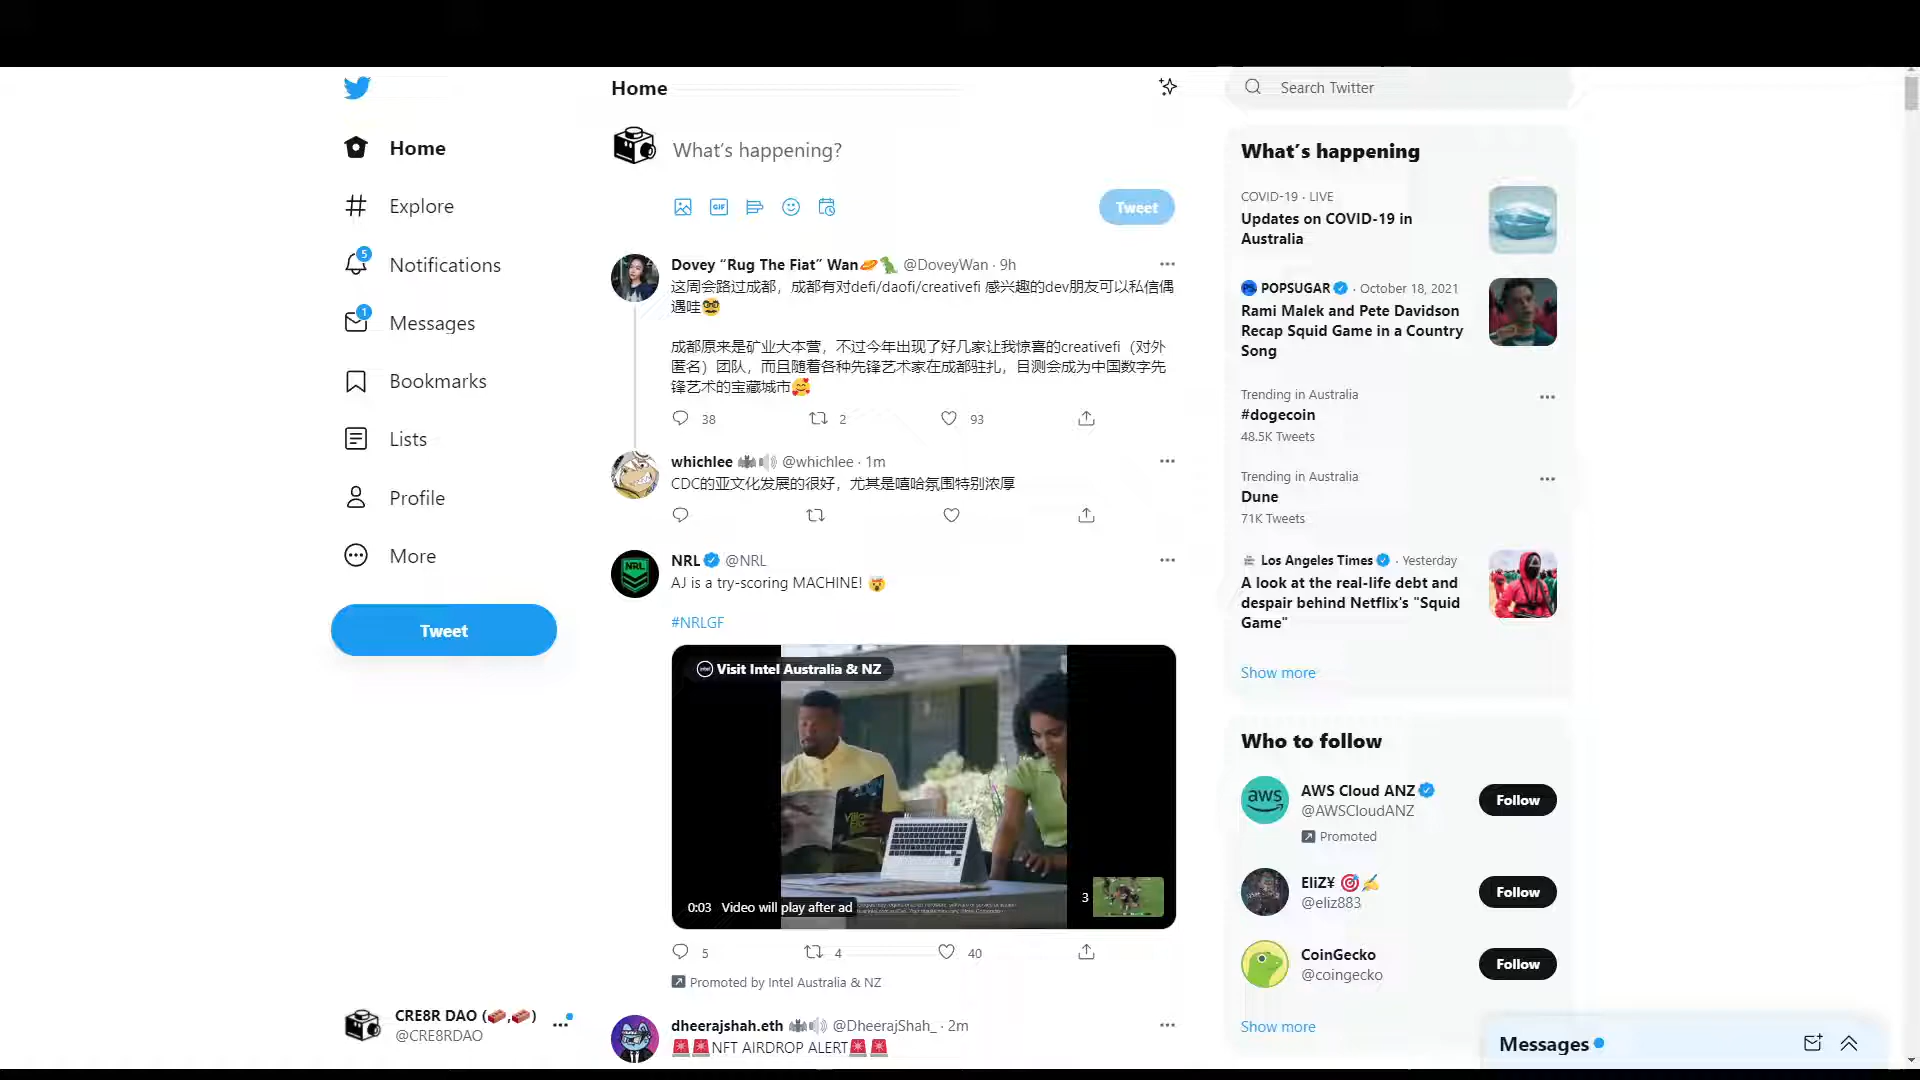 Home
Explore
5
Notifications
1
Messages
Bookmarks
Lists
Profile
More
Tweet
CRE8R DAO (🧱,🧱)
@CRE8RDAO
Home
What's happening?
GIF
Tweet
Dovey “Rug The Fiat” Wan🪐🦖 @DoveyWan · 9h
这周会路过成都，成都有对defi/daofi/creativefi 感兴趣的dev朋友可以私信偶
遇哇🥸
成都原来是矿业大本营，不过今年出现了好几家让我惊喜的creativefi（对外
匿名）团队，而且随着各种先锋艺术家在成都驻扎，目测会成为中国数字先
锋艺术的宝藏城市🥰
38 2 93
whichlee 🦇🔊 @whichlee · 1m
CDC的亚文化发展的很好，尤其是嘻哈氛围特别浓厚
NRL
NRL @NRL
AJ is a try-scoring MACHINE! 🤯
#NRLGF
Visit Intel Australia & NZ
0:03 Video will play after ad
3
5 4 40
Promoted by Intel Australia & NZ
dheerajshah.eth 🦇🔊 @DheerajShah_ · 2m
🚨🚨NFT AIRDROP ALERT🚨🚨
Search Twitter
What's happening
COVID-19 · LIVE
Updates on COVID-19 in
Australia
POPSUGAR · October 18, 2021
Rami Malek and Pete Davidson
Recap Squid Game in a Country
Song
Trending in Australia
#dogecoin
48.5K Tweets
Trending in Australia
Dune
71K Tweets
Los Angeles Times · Yesterday
A look at the real-life debt and
despair behind Netflix's "Squid
Game"
Show more
Who to follow
aws
AWS Cloud ANZ
@AWSCloudANZ
Promoted
Follow
EliZ¥ 🎯✍️
@eliz883
Follow
CoinGecko
@coingecko
Follow
Show more
Messages